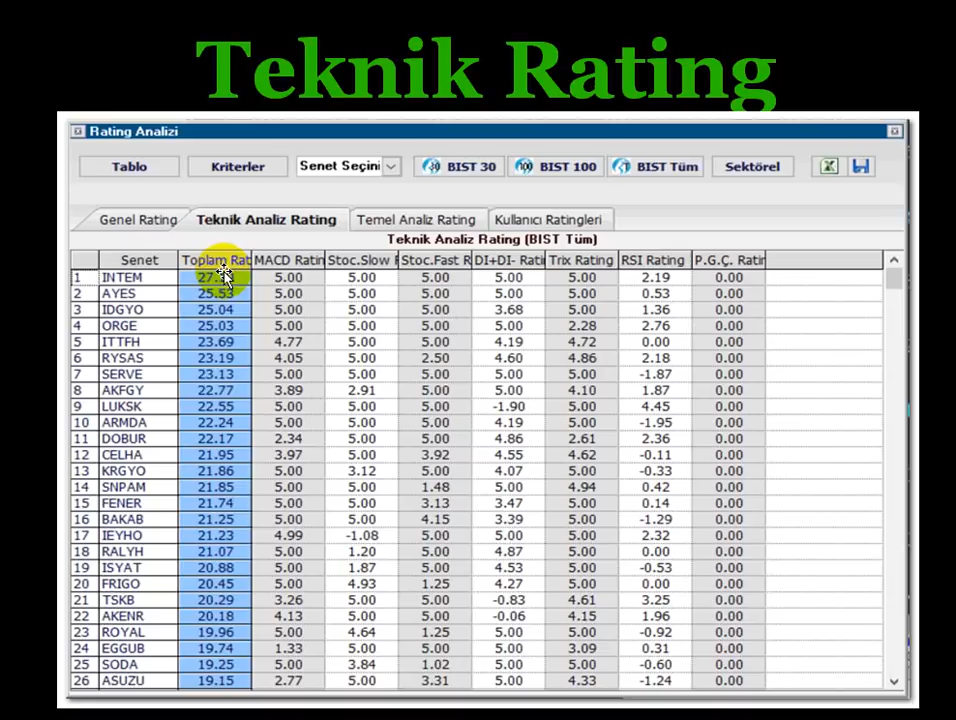 Teknik Rating
Rating Analizi
Tablo Kriterler Senet Seçini BIST 30 BIST 100 BIST Tüm Sektörel
Genel Rating Teknik Analiz Rating Temel Analiz Rating Kullanıcı Ratingleri
Teknik Analiz Rating (BIST Tüm)
Senet Toplam Rat MACD Ratin Stoc.Slow R Stoc.Fast R DI+DI- Ratin Trix Rating RSI Rating P.G.Ç. Ratin
1 INTEM 5.00 5.00 5.00 5.00 5.00 2.19 0.00
2 AYES 25.53 5.00 5.00 5.00 5.00 5.00 0.53 0.00
3 IDGYO 25.04 5.00 5.00 5.00 3.68 5.00 1.36 0.00
4 ORGE 25.03 5.00 5.00 5.00 5.00 2.28 2.76 0.00
5 ITTFH 23.69 4.77 5.00 5.00 4.19 4.72 0.00 0.00
6 RYSAS 23.19 4.05 5.00 2.50 4.60 4.86 2.18 0.00
7 SERVE 23.13 5.00 5.00 5.00 5.00 5.00 -1.87 0.00
8 AKFGY 22.77 3.89 2.91 5.00 5.00 4.10 1.87 0.00
9 LUKSK 22.55 5.00 5.00 5.00 -1.90 5.00 4.45 0.00
10 ARMDA 22.24 5.00 5.00 5.00 4.19 5.00 -1.95 0.00
11 DOBUR 22.17 2.34 5.00 5.00 4.86 2.61 2.36 0.00
12 CELHA 21.95 3.97 5.00 3.92 4.55 4.62 -0.11 0.00
13 KRGYO 21.86 5.00 3.12 5.00 4.07 5.00 -0.33 0.00
14 SNPAM 21.85 5.00 5.00 1.48 5.00 4.94 0.42 0.00
15 FENER 21.74 5.00 5.00 3.13 3.47 5.00 0.14 0.00
16 BAKAB 21.25 5.00 5.00 4.15 3.39 5.00 -1.29 0.00
17 IEYHO 21.23 4.99 -1.08 5.00 5.00 5.00 2.32 0.00
18 RALYH 21.07 5.00 1.20 5.00 4.87 5.00 0.00 0.00
19 ISYAT 20.88 5.00 1.87 5.00 4.53 5.00 -0.53 0.00
20 FRIGO 20.45 5.00 4.93 1.25 4.27 5.00 0.00 0.00
21 TSKB 20.29 3.26 5.00 5.00 -0.83 4.61 3.25 0.00
22 AKENR 20.18 4.13 5.00 5.00 -0.06 4.15 1.96 0.00
23 ROYAL 19.96 5.00 4.64 1.25 5.00 5.00 -0.92 0.00
24 EGGUB 19.74 1.33 5.00 5.00 5.00 3.09 0.31 0.00
25 SODA 19.25 5.00 3.84 1.02 5.00 5.00 -0.60 0.00
26 ASUZU 19.15 2.77 5.00 3.31 5.00 4.33 -1.24 0.00